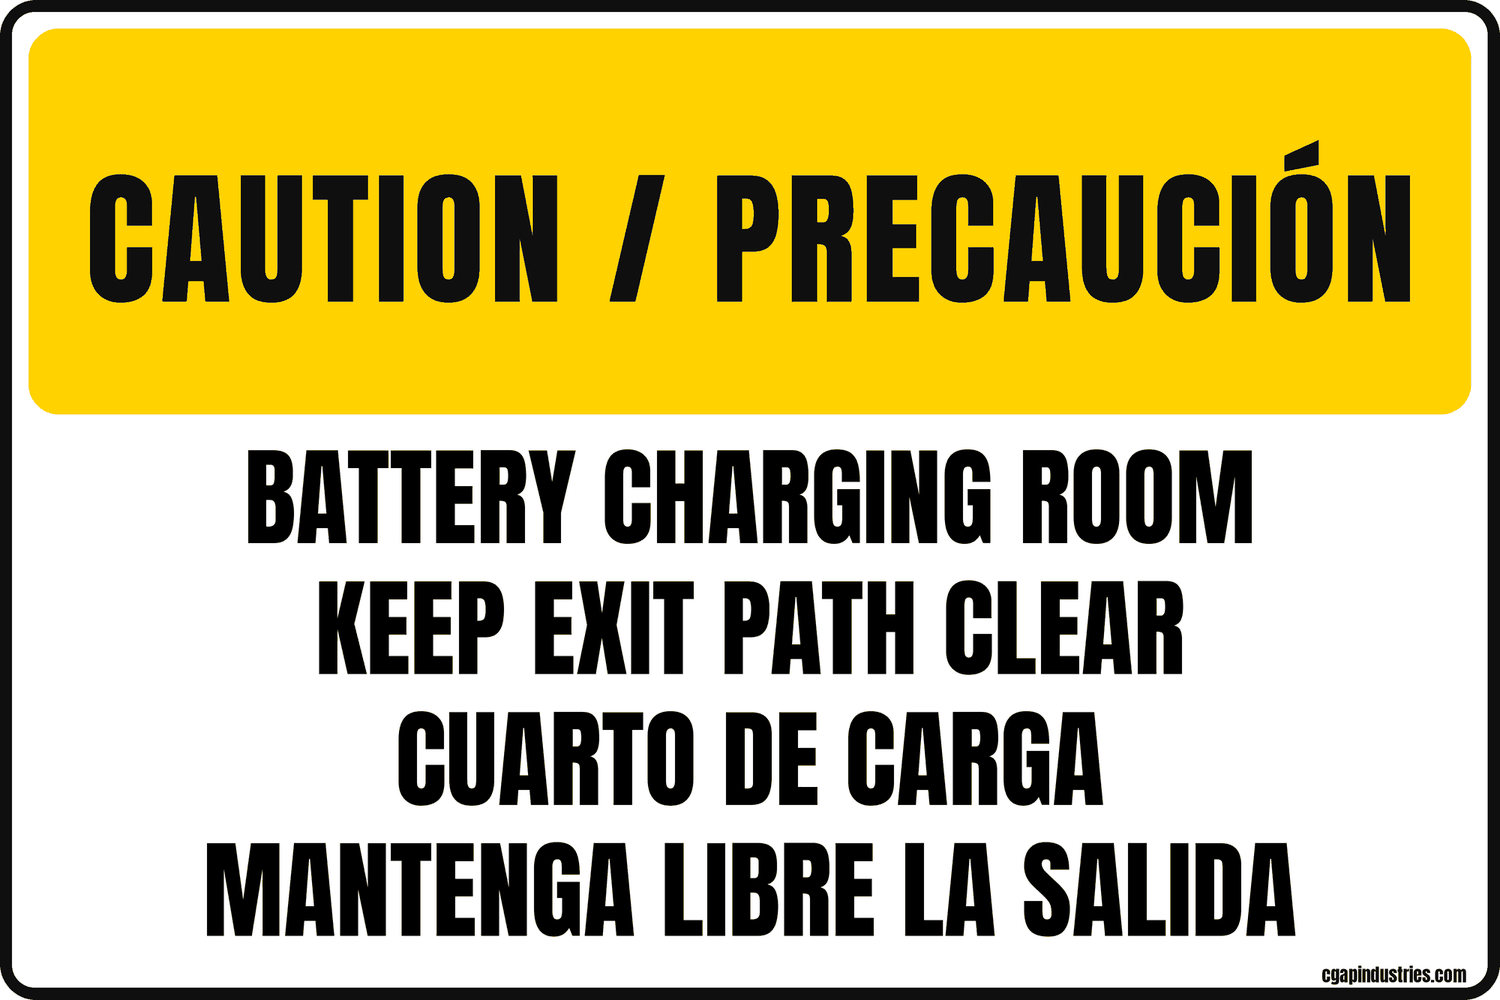 CAUTION / PRECAUCIÓN
BATTERY CHARGING ROOM
KEEP EXIT PATH CLEAR
CUARTO DE CARGA
MANTENGA LIBRE LA SALIDA
cgapindustries.com